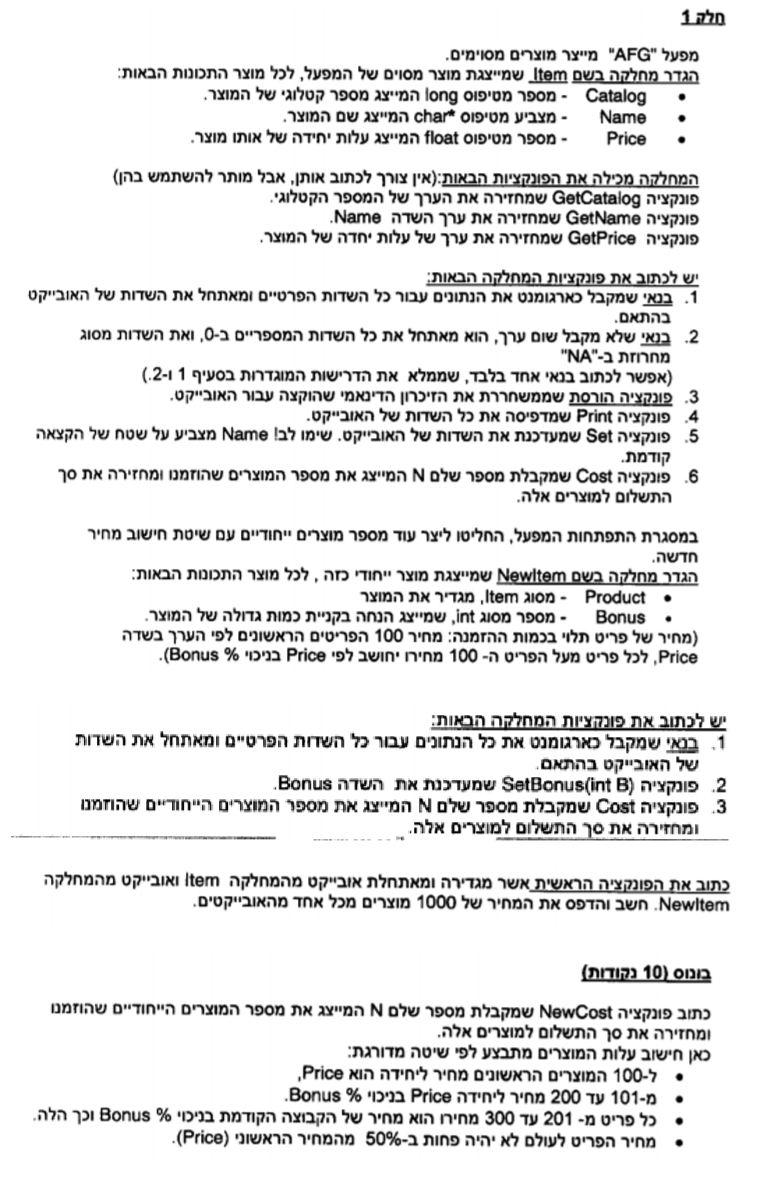 חלק 1
מפעל "AFG" מייצר מוצרים מסוימים.
הגדר מחלקה בשם Item שמייצגת מוצר מסוים של המפעל, לכל מוצר התכונות הבאות:
• Catalog - מספר מטיפוס long המייצג מספר קטלוגי של המוצר.
• Name - מצביע מטיפוס char* המייצג שם המוצר.
• Price - מספר מטיפוס float המייצג עלות יחידה של אותו מוצר.
המחלקה מכילה את הפונקציות הבאות:(אין צורך לכתוב אותן, אבל מותר להשתמש בהן)
פונקציה GetCatalog שמחזירה את הערך של המספר הקטלוגי.
פונקציה GetName שמחזירה את ערך השדה Name.
פונקציה GetPrice שמחזירה את ערך של עלות יחדה של המוצר.
יש לכתוב את פונקציות המחלקה הבאות:
1. בנאי שמקבל כארגומנט את הנתונים עבור כל השדות הפרטיים ומאתחל את השדות של האובייקט
בהתאם.
2. בנאי שלא מקבל שום ערך, הוא מאתחל את כל השדות המספריים ב-0, ואת השדות מסוג
מחרוזת ב-"NA"
(אפשר לכתוב בנאי אחד בלבד, שממלא את הדרישות המוגדרות בסעיף 1 ו-2.)
3. פונקציה הורסת שממשחררת את הזיכרון הדינאמי שהוקצה עבור האובייקט.
4. פונקציה Print שמדפיסה את כל השדות של האובייקט.
5. פונקציה Set שמעדכנת את השדות של האובייקט. שימו לב! Name מצביע על שטח של הקצאה
קודמת.
6. פונקציה Cost שמקבלת מספר שלם N המייצג את מספר המוצרים שהוזמנו ומחזירה את סך
התשלום למוצרים אלה.
במסגרת התפתחות המפעל, החליטו ליצר עוד מספר מוצרים ייחודיים עם שיטת חישוב מחיר
חדשה.
הגדר מחלקה בשם NewItem שמייצגת מוצר ייחודי כזה , לכל מוצר התכונות הבאות:
• Product - מסוג Item, מגדיר את המוצר
• Bonus - מספר מסוג int, שמייצג הנחה בקניית כמות גדולה של המוצר.
(מחיר של פריט תלוי בכמות ההזמנה: מחיר 100 הפריטים הראשונים לפי הערך בשדה
Price, לכל פריט מעל הפריט ה- 100 מחירו יחושב לפי Price בניכוי % Bonus).
יש לכתוב את פונקציות המחלקה הבאות:
1. בנאי שמקבל כארגומנט את כל הנתונים עבור כל השדות הפרטיים ומאתחל את השדות
של האובייקט בהתאם.
2. פונקציה SetBonus(int B) שמעדכנת את השדה Bonus.
3. פונקציה Cost שמקבלת מספר שלם N המייצג את מספר המוצרים הייחודיים שהוזמנו
ומחזירה את סך התשלום למוצרים אלה.
כתוב את הפונקציה הראשית אשר מגדירה ומאתחלת אובייקט מהמחלקה Item ואובייקט מהמחלקה
NewItem. חשב והדפס את המחיר של 1000 מוצרים מכל אחד מהאובייקטים.
בונוס (10 נקודות)
כתוב פונקציה NewCost שמקבלת מספר שלם N המייצג את מספר המוצרים הייחודיים שהוזמנו
ומחזירה את סך התשלום למוצרים אלה.
כאן חישוב עלות המוצרים מתבצע לפי שיטה מדורגת:
• ל-100 המוצרים הראשונים מחיר ליחידה הוא Price,
• מ-101 עד 200 מחיר ליחידה Price בניכוי % Bonus.
• כל פריט מ- 201 עד 300 מחירו הוא מחיר של הקבוצה הקודמת בניכוי % Bonus וכך הלה.
• מחיר הפריט לעולם לא יהיה פחות ב-50% מהמחיר הראשוני (Price).